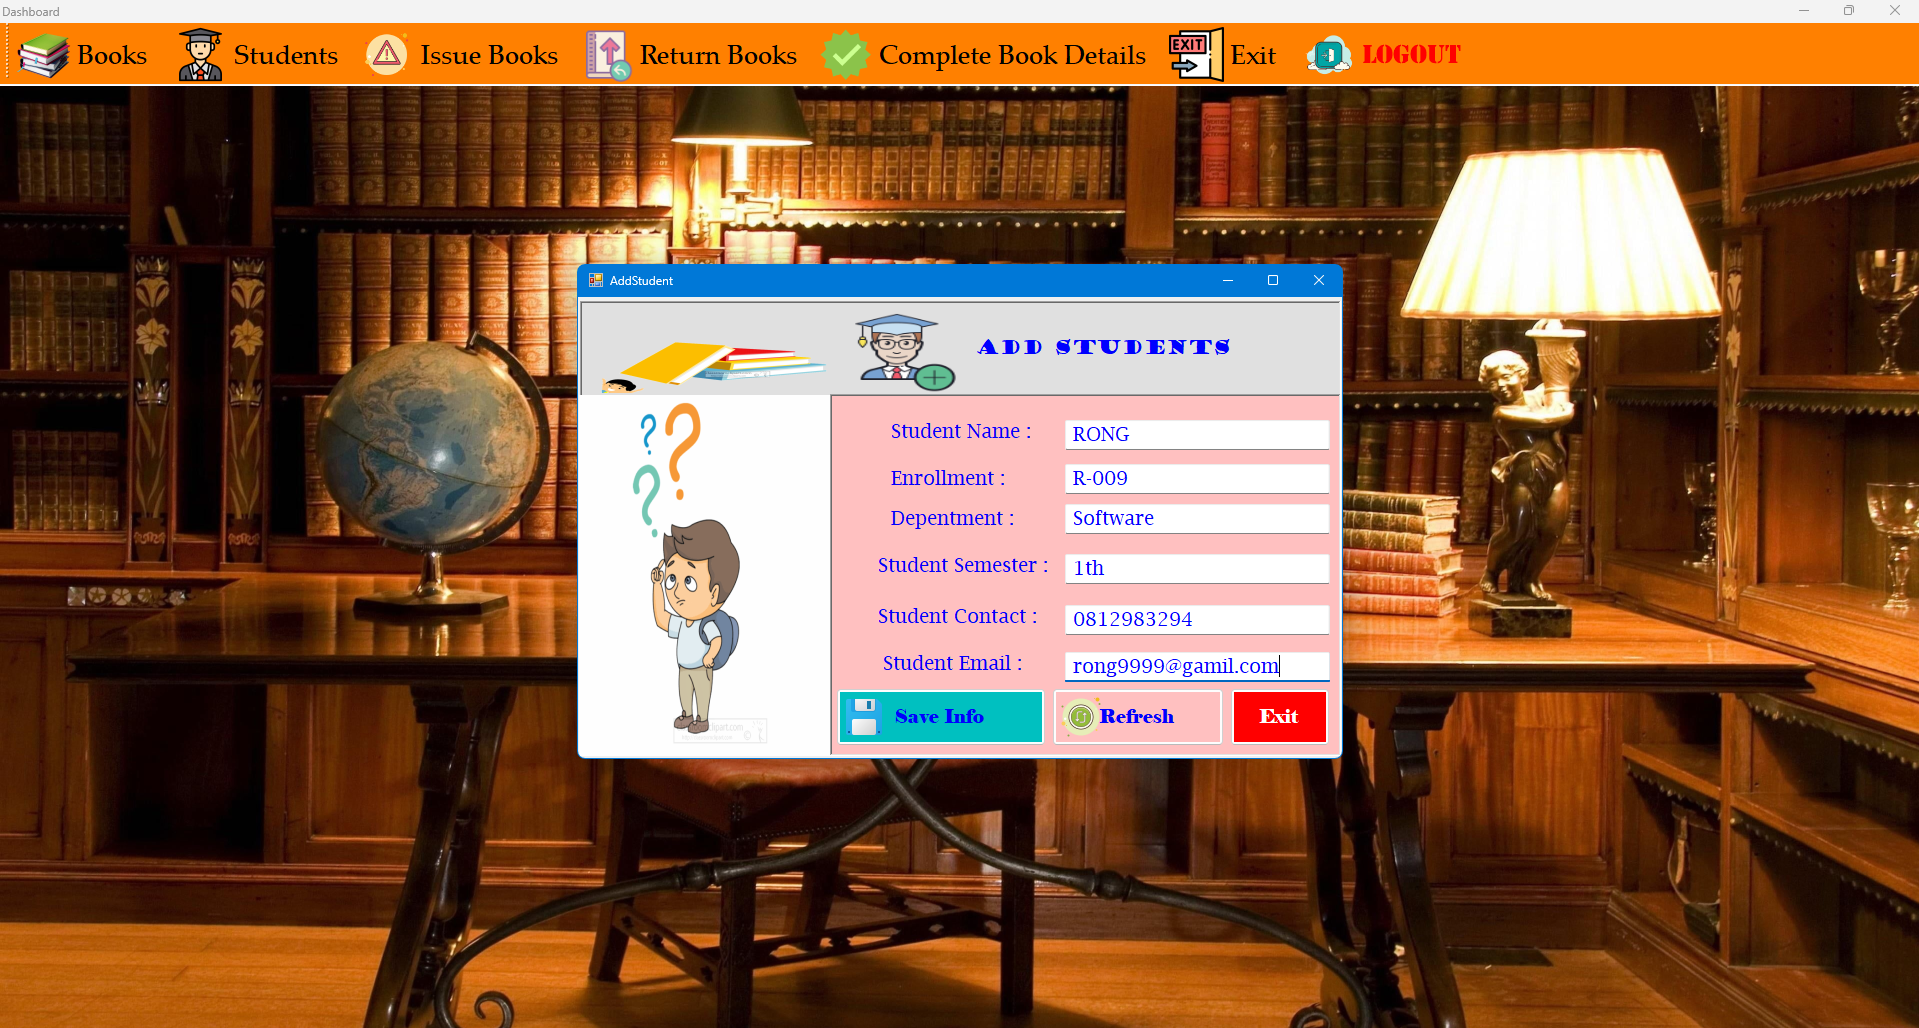 Dashboard
Books
Students
Issue Books
Return Books
Complete Book Details
EXIT
Exit
LOGOUT
AddStudent
ADD STUDENTS
Student Name :
RONG
Enrollment :
R-009
Depentment :
Software
Student Semester :
1th
Student Contact :
0812983294
Student Email :
rong9999@gamil.com
Save Info
Refresh
Exit